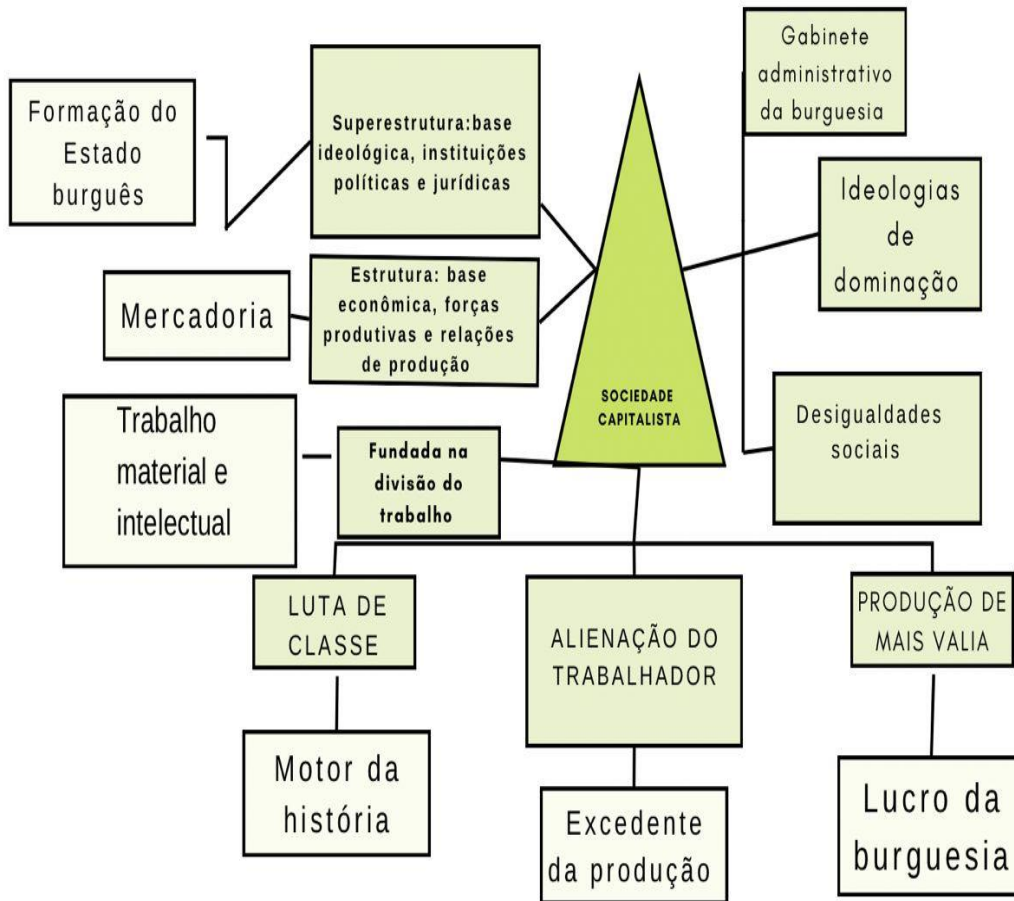 Formação do
Estado
burguês
Superestrutura:base
ideológica, instituições
políticas e jurídicas
Gabinete
administrativo
da burguesia
Ideologias
de
dominação
Mercadoria
Estrutura: base
econômica, forças
produtivas e relações
de produção
SOCIEDADE
CAPITALISTA
Desigualdades
sociais
Trabalho
material e
intelectual
Fundada na
divisão do
trabalho
LUTA DE
CLASSE
ALIENAÇÃO DO
TRABALHADOR
PRODUÇÃO DE
MAIS VALIA
Motor da
história
Excedente
da produção
Lucro da
burguesia